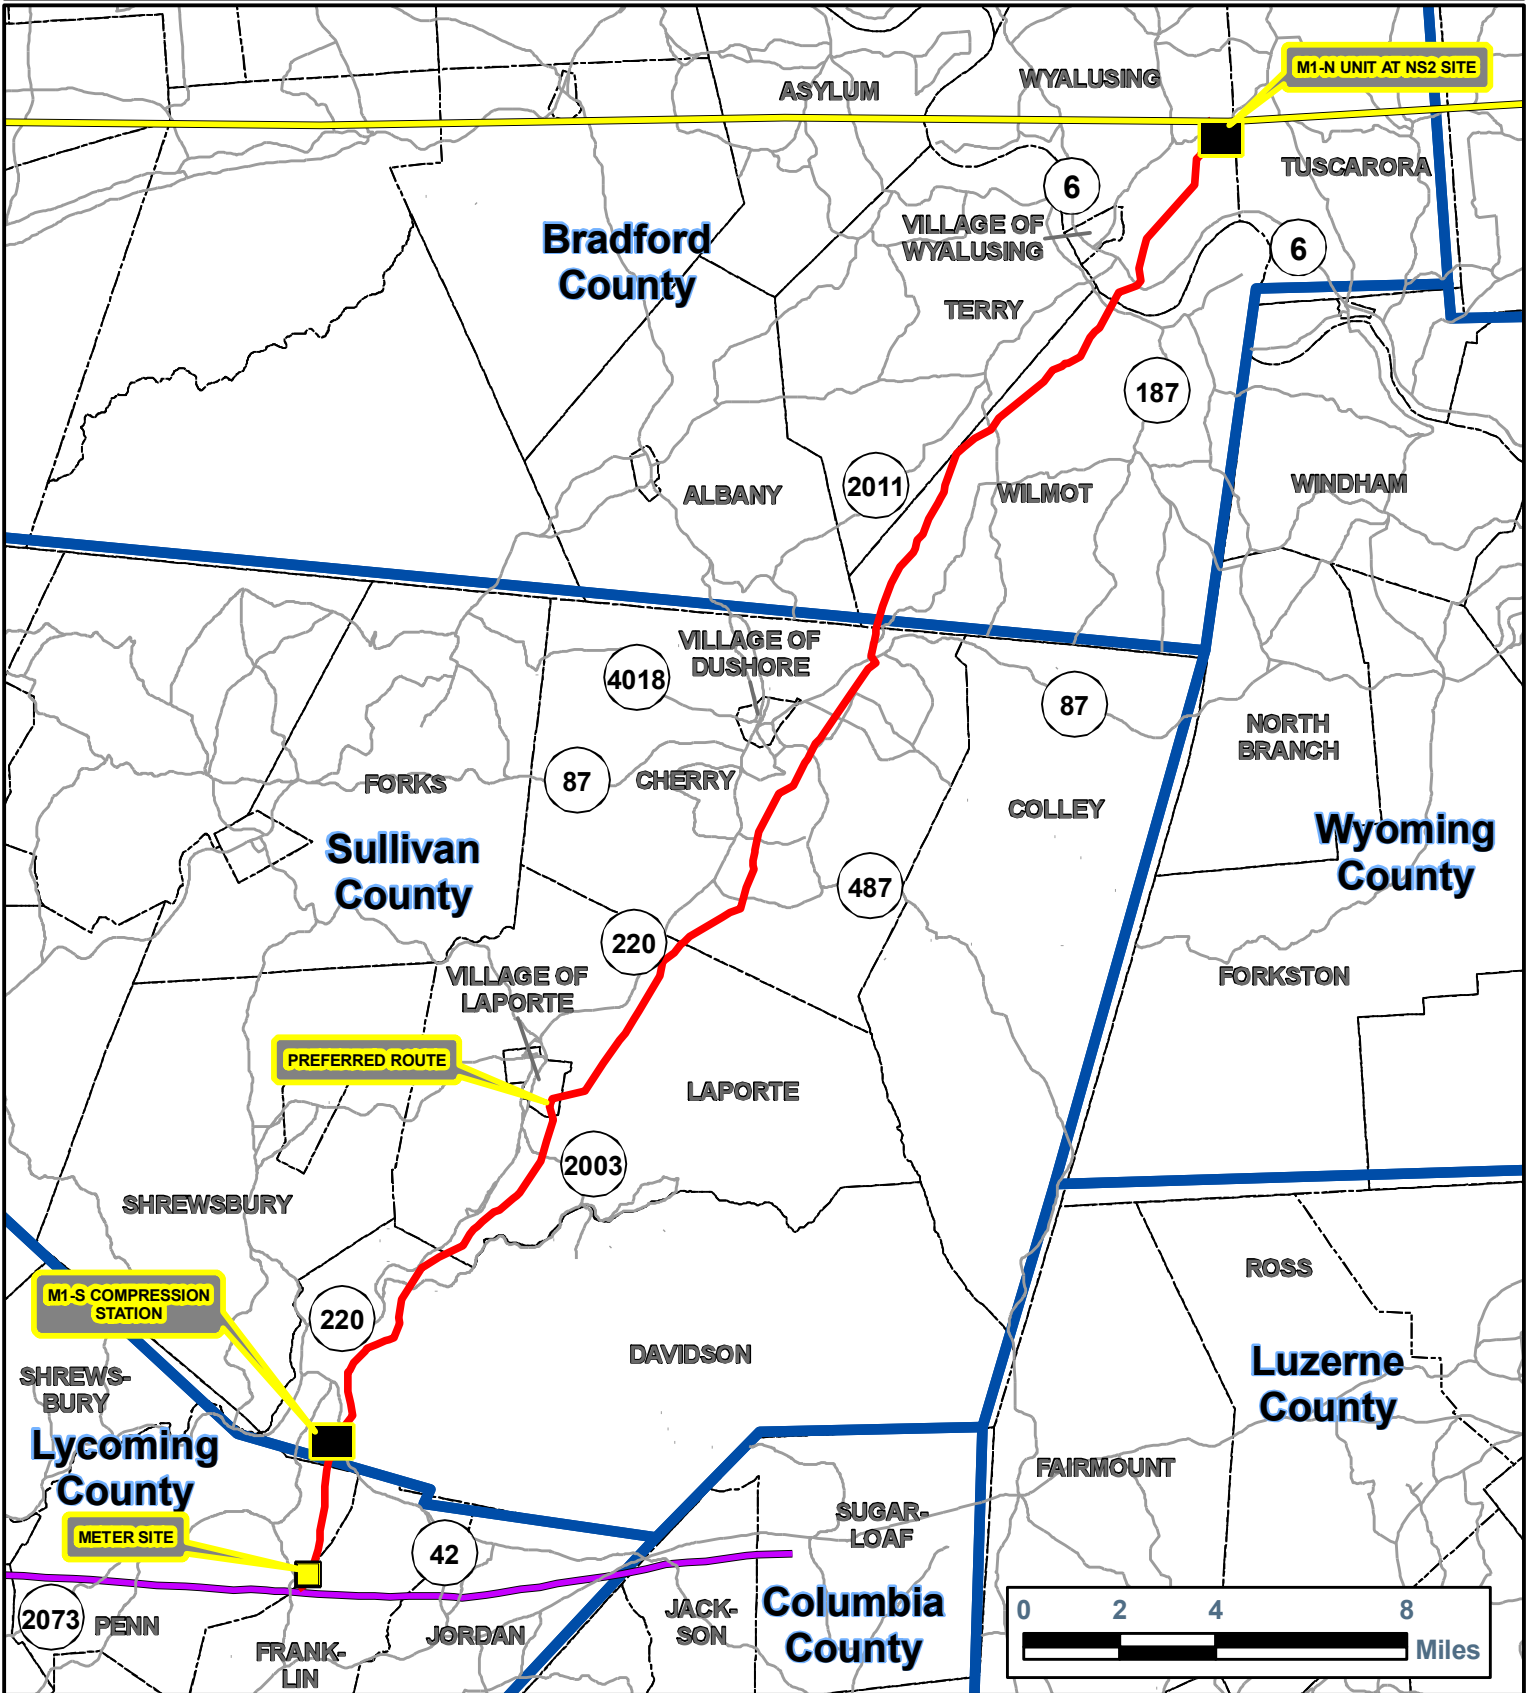 WYALUSING
M1-N UNIT AT NS2 SITE
ASYLUM
TUSCARORA
6
VILLAGE OF
WYALUSING
6
Bradford
County
TERRY
187
2011
ALBANY
WILMOT
WINDHAM
VILLAGE OF
DUSHORE
4018
87
NORTH
BRANCH
FORKS
87
CHERRY
COLLEY
Wyoming
County
Sullivan
County
487
220
VILLAGE OF
LAPORTE
FORKSTON
PREFERRED ROUTE
LAPORTE
2003
SHREWSBURY
ROSS
M1-S COMPRESSION
STATION
220
DAVIDSON
SHREWS-
BURY
Luzerne
County
Lycoming
County
FAIRMOUNT
SUGAR-
LOAF
METER SITE
42
2073
PENN
FRANK-
LIN
JORDAN
JACK-
SON
Columbia
County
0 2 4 8
Miles